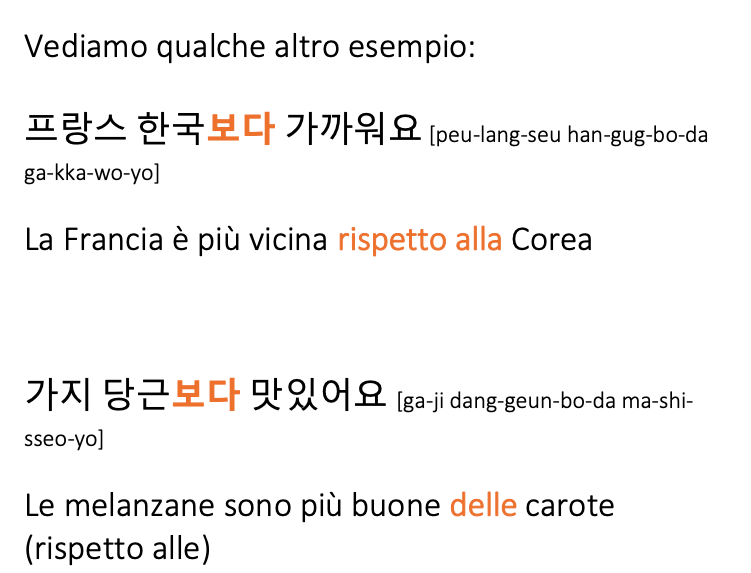 Vediamo qualche altro esempio:
프랑스 한국보다 가까워요 [peu-lang-seu han-gug-bo-da
ga-kka-wo-yo]
La Francia è più vicina rispetto alla Corea
가지 당근보다 맛있어요 [ga-ji dang-geun-bo-da ma-shi-
sseo-yo]
Le melanzane sono più buone delle carote
(rispetto alle)